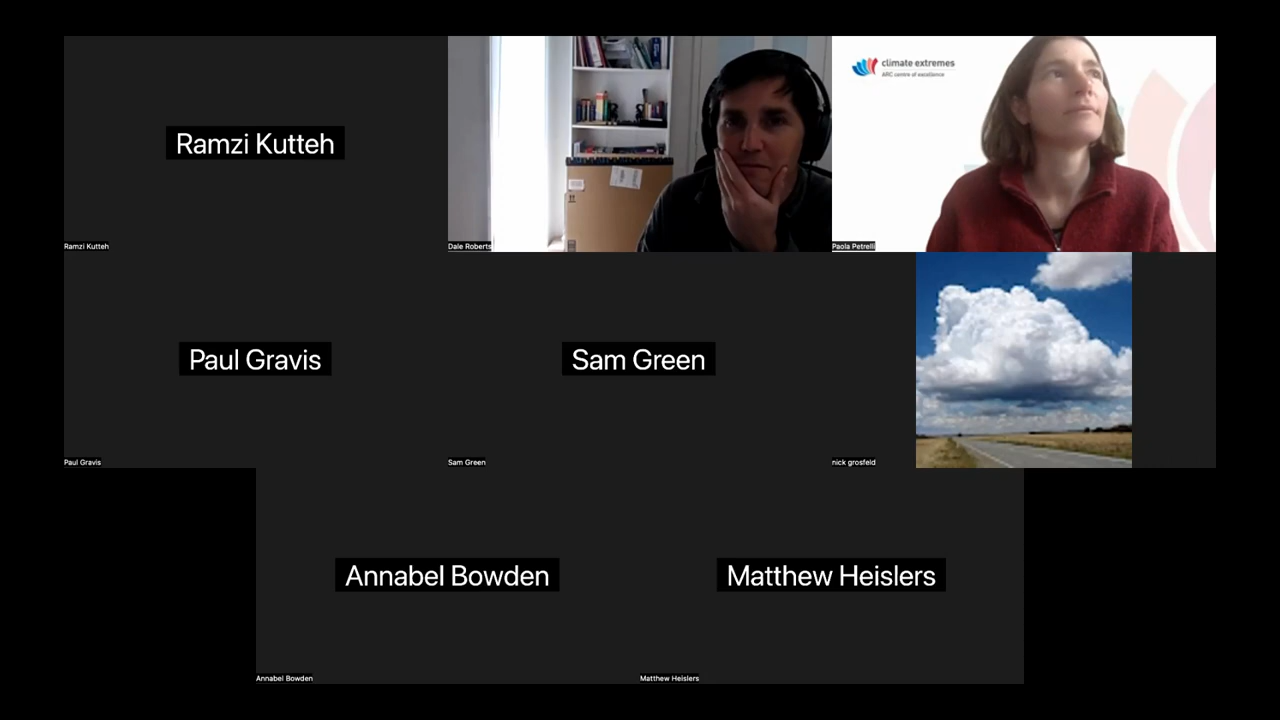 Ramzi Kutteh
Ramzi Kutteh
Dale Roberts
climate extremes
ARC centre of excellence
Paola Petrelli
Paul Gravis
Paul Gravis
Sam Green
Sam Green
nick grosfeld
Annabel Bowden
Annabel Bowden
Matthew Heislers
Matthew Heislers